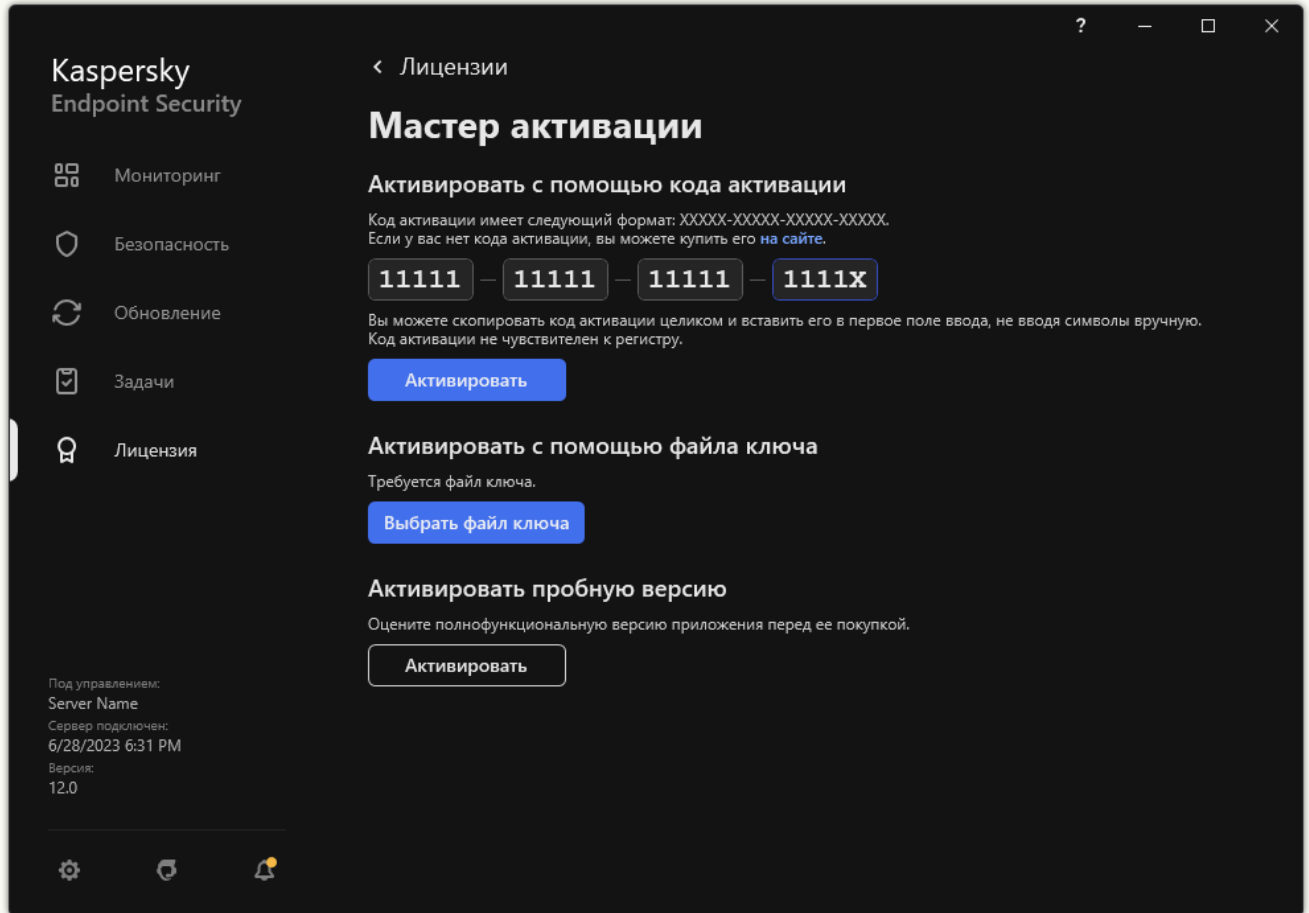 ?
Kaspersky
Endpoint Security
Мониторинг
Безопасность
Обновление
Задачи
Лицензия
Под управлением:
Server Name
Сервер подключен:
6/28/2023 6:31 PM
Версия:
12.0
Лицензии
Мастер активации
Активировать с помощью кода активации
Код активации имеет следующий формат: XXXXX-XXXXX-XXXXX-XXXXX.
Если у вас нет кода активации, вы можете купить его на сайте.
11111 — 11111 — 11111 — 1111X
Вы можете скопировать код активации целиком и вставить его в первое поле ввода, не вводя символы вручную.
Код активации не чувствителен к регистру.
Активировать
Активировать с помощью файла ключа
Требуется файл ключа.
Выбрать файл ключа
Активировать пробную версию
Оцените полнофункциональную версию приложения перед ее покупкой.
Активировать